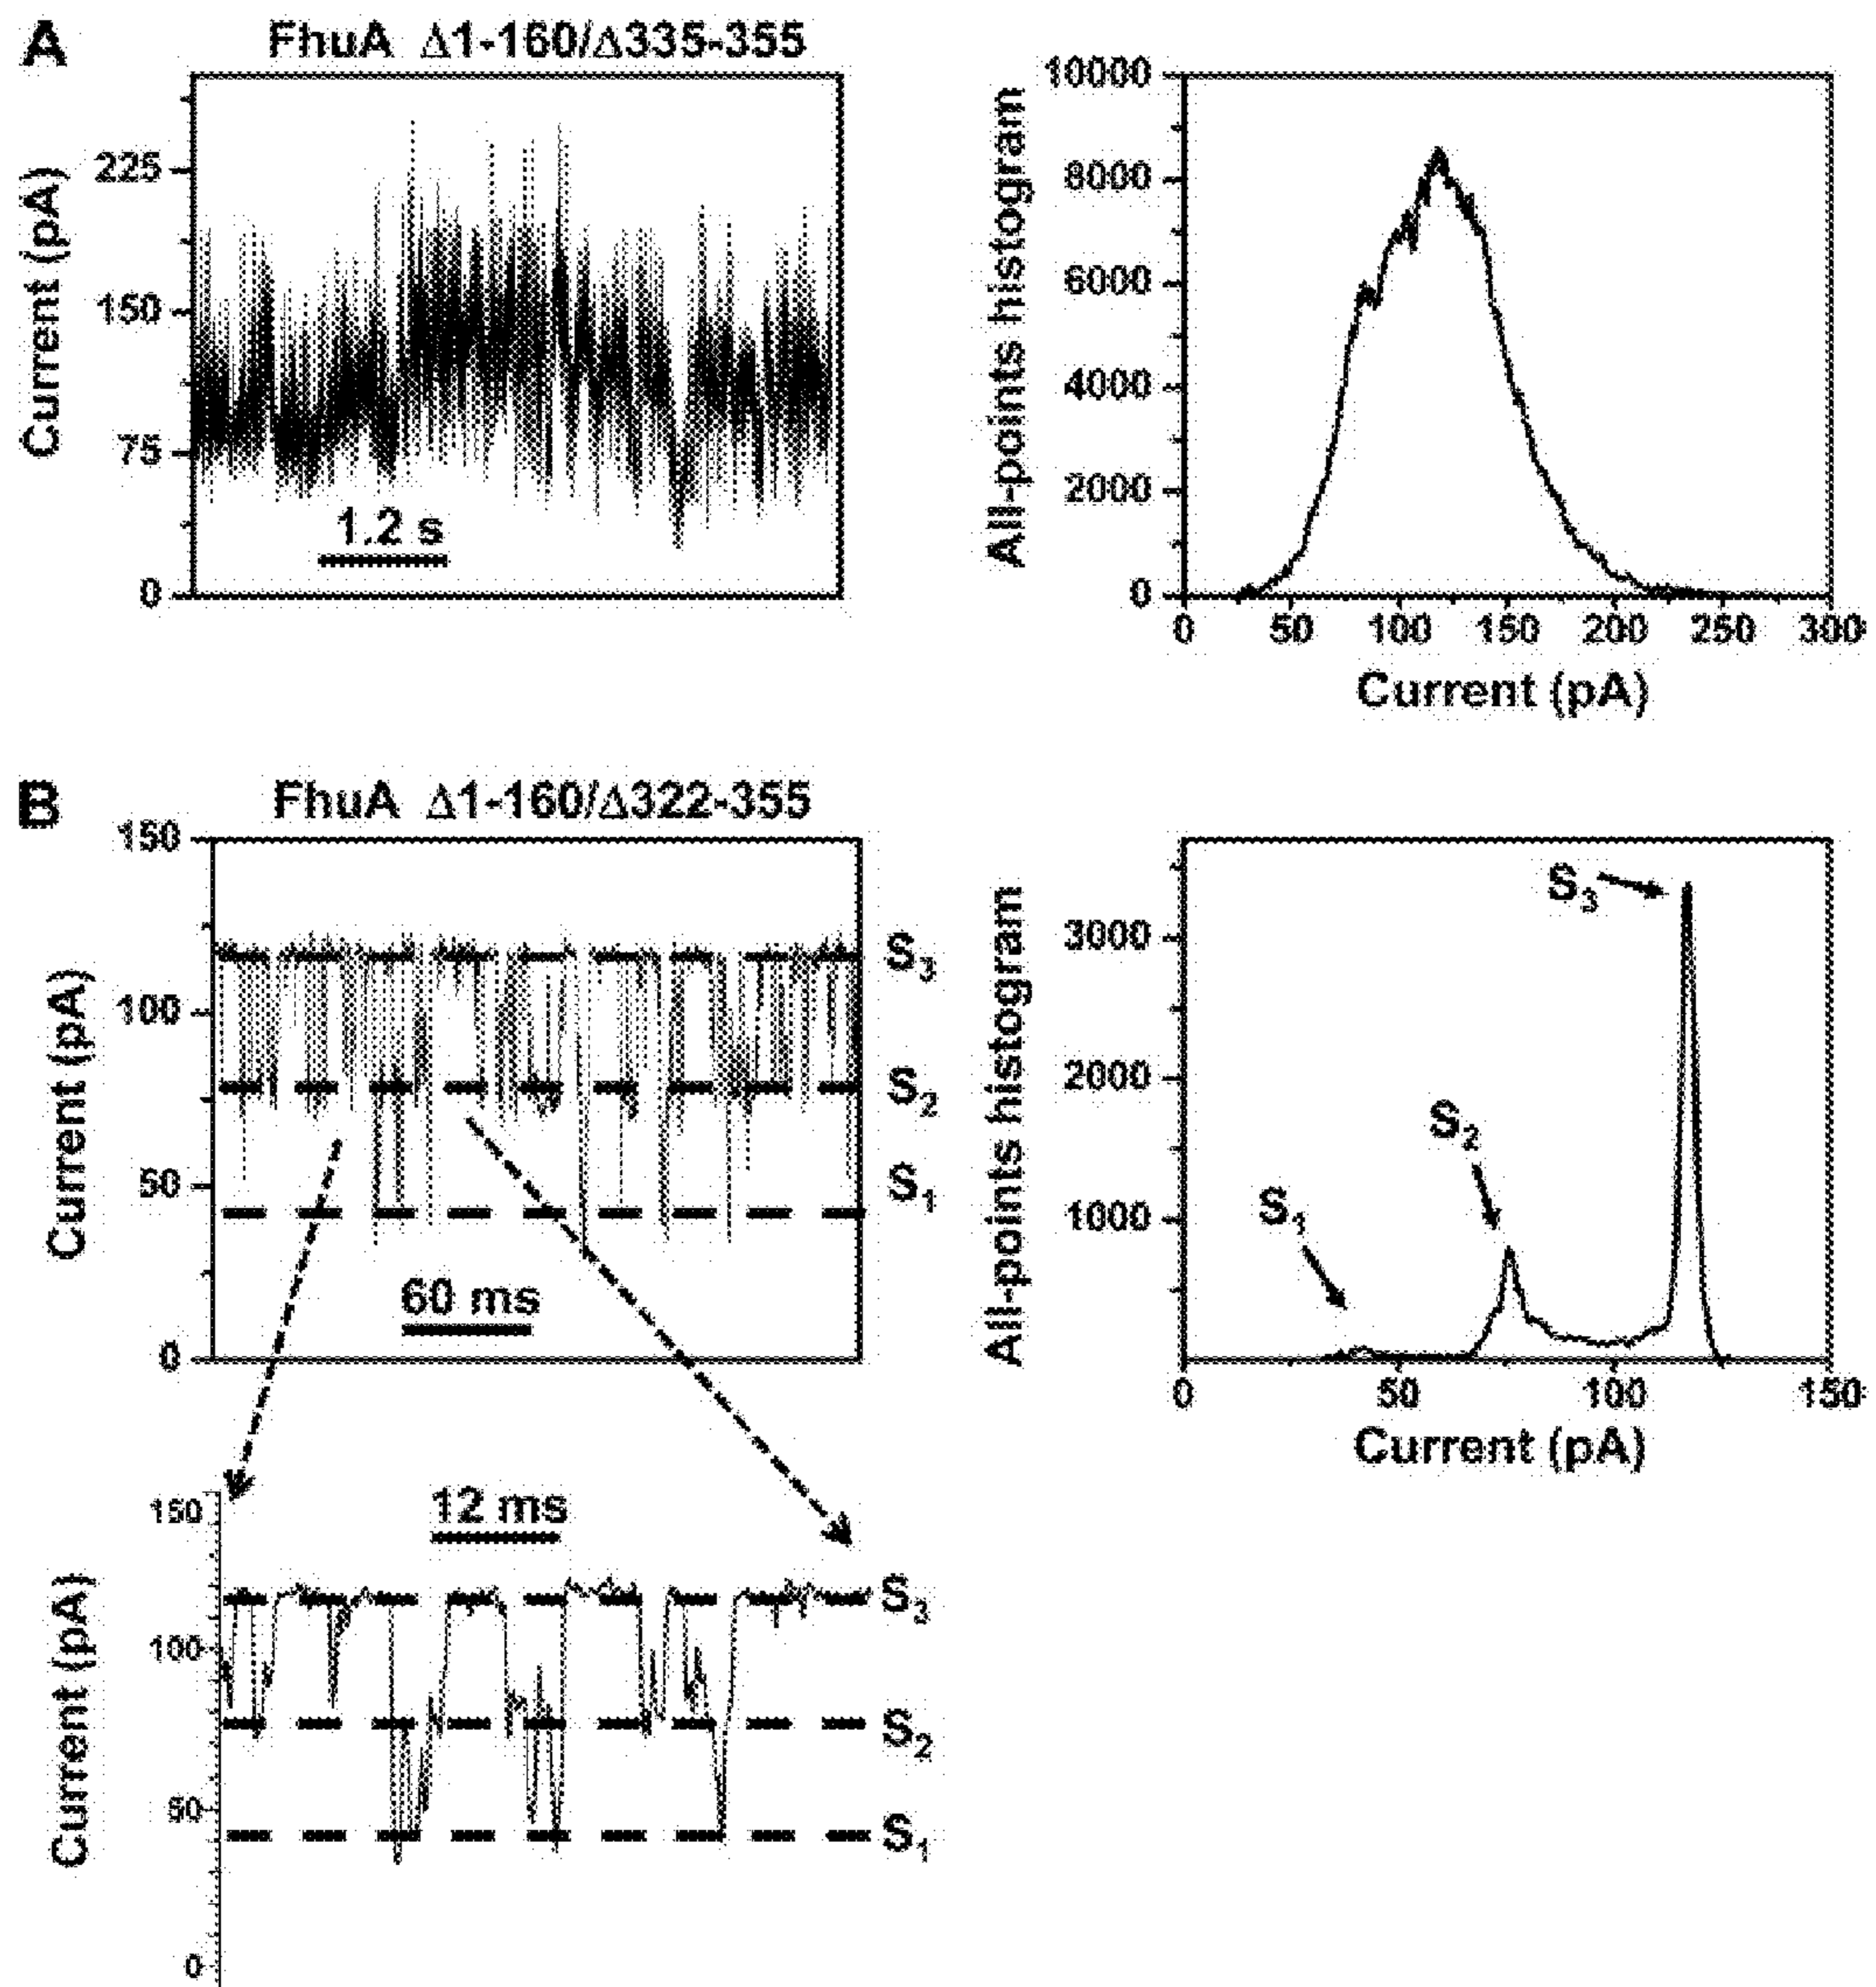 A
FhuA Δ1-160/Δ335-355
Current (pA)
225
150
75
0
1.2 s
All-points histogram
10000
8000
6000
4000
2000
0
0 50 100 150 200 250 300
Current (pA)
B
FhuA Δ1-160/Δ322-355
Current (pA)
150
100
50
0
S3
S2
S1
60 ms
All-points histogram
3000
2000
1000
S3
S2
S1
0 50 100 150
Current (pA)
Current (pA)
150
100
50
0
12 ms
S3
S2
S1